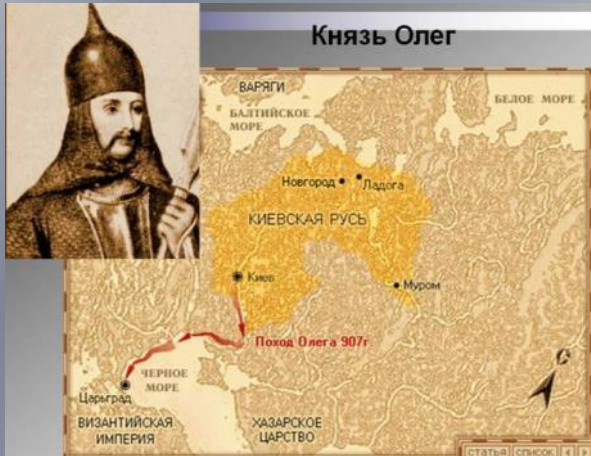 Князь Олег
ВАРЯГИ
БАЛТИЙСКОЕ
МОРЕ
БЕЛОЕ МОРЕ
Новгород
Ладога
КИЕВСКАЯ РУСЬ
Киев
Муром
Поход Олега 907г
ЧЕРНОЕ
МОРЕ
Царьград
ВИЗАНТИЙСКАЯ
ИМПЕРИЯ
ХАЗАРСКОЕ
ЦАРСТВО
С
статья список